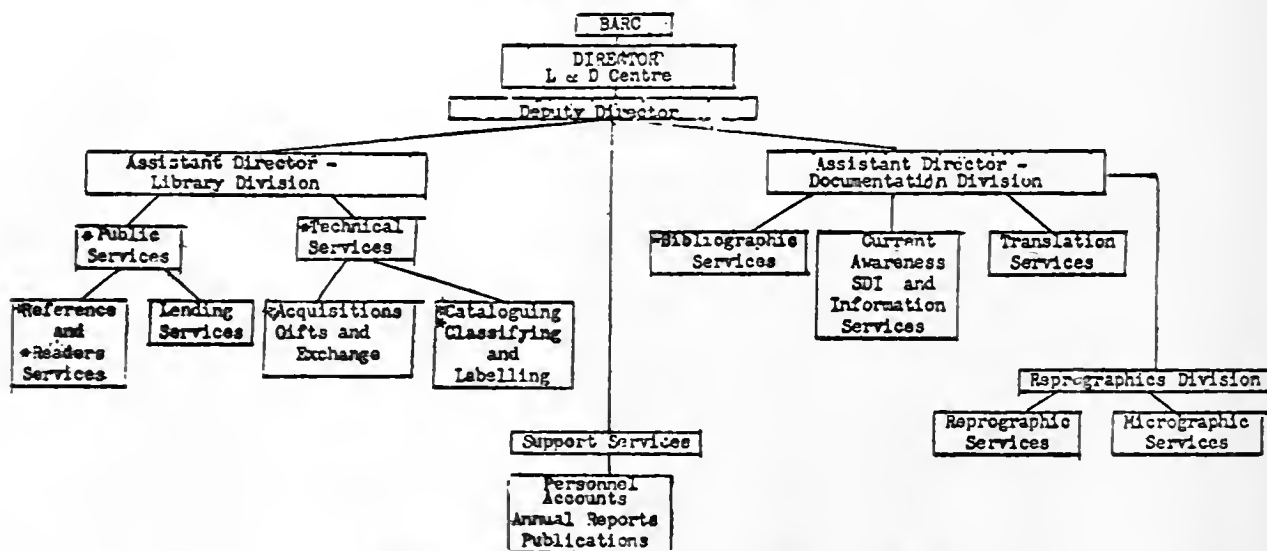 BARC
DIRECTOR
L & D Centre
Deputy Director
Assistant Director -
Library Division
Assistant Director -
Documentation Division
* Public
Services
*Technical
Services
*Bibliographic
Services
Current
Awareness
SDI and
Information
Services
Translation
Services
*Reference
and
*Readers
Services
Lending
Services
*Acquisitions
Gifts and
Exchange
*Cataloguing
*Classifying
and
Labelling
Reprographics Division
Reprographic
Services
Micrographic
Services
Support Services
Personnel
Accounts
Annual Reports
Publications